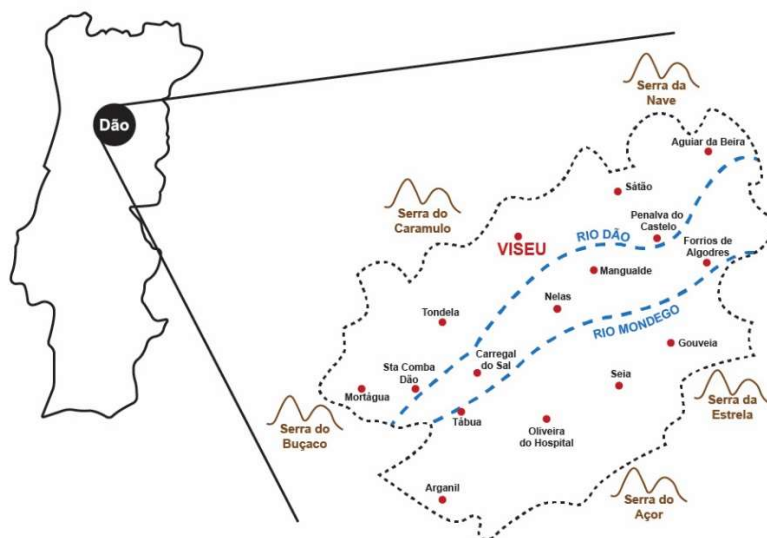 Dão
Serra da
Nave
Aguiar da Beira
Sátão
Serra do
Caramulo
Penalva do
Castelo
RIO DÃO
VISEU
Forrios de
Algodres
Mangualde
Nelas
RIO MONDEGO
Tondela
Gouveia
Carregal
do Sal
Sta Comba
Dão
Seia
Mortágua
Serra da
Estrela
Serra do
Buçaco
Tábua
Oliveira
do Hospital
Arganil
Serra do
Açor